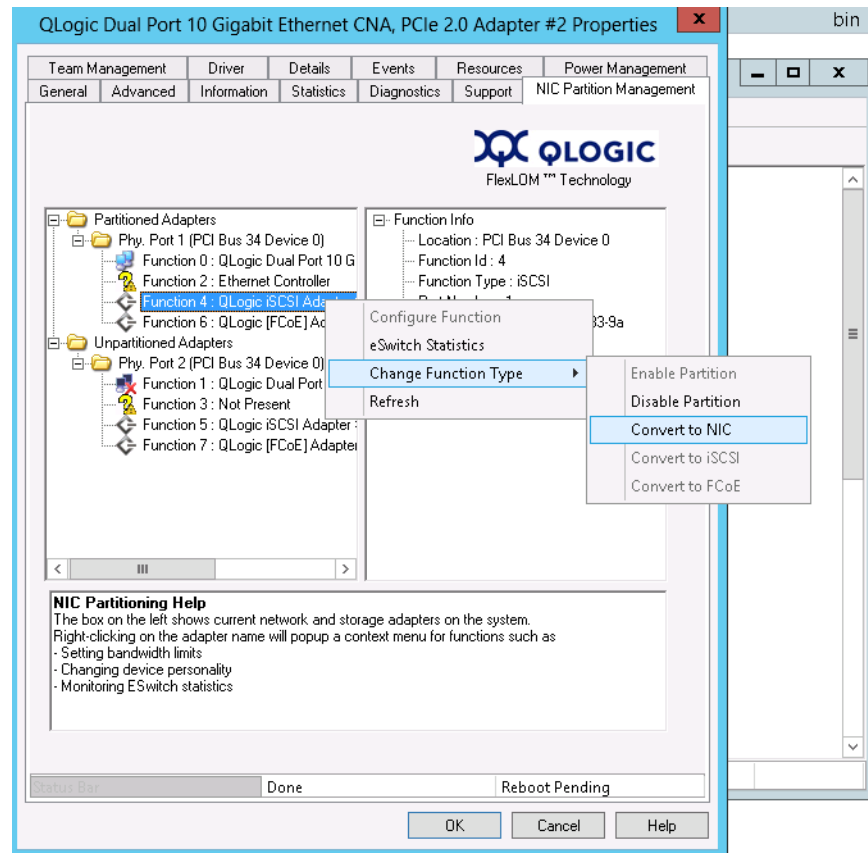 QLogic Dual Port 10 Gigabit Ethernet CNA, PCIe 2.0 Adapter #2 Properties
x
bin
x
Team Management Driver Details Events Resources Power Management
General Advanced Information Statistics Diagnostics Support NIC Partition Management
QLOGIC
FlexLOM ™ Technology
Partitioned Adapters
Phy. Port 1 (PCI Bus 34 Device 0)
Function 0 : QLogic Dual Port 10 G
Function 2 : Ethernet Controller
Function 4 : QLogic iSCSI
Function 6 : QLogic [FCoE]
Unpartitioned Adapters
Phy. Port 2 (PCI Bus 34 Device 0)
Function 1 : QLogic Dual Port
Function 3 : Not Present
Function 5 : QLogic iSCSI Adapter
Function 7 : QLogic [FCoE] Adapter
Function Info
Location : PCI Bus 34 Device 0
Function Id : 4
Function Type : iSCSI
33-9a
Configure Function
eSwitch Statistics
Change Function Type
Refresh
Enable Partition
Disable Partition
Convert to NIC
Convert to iSCSI
Convert to FCoE
NIC Partitioning Help
The box on the left shows current network and storage adapters on the system.
Right-clicking on the adapter name will popup a context menu for functions such as
- Setting bandwidth limits
- Changing device personality
- Monitoring ESwitch statistics
Status Bar Done Reboot Pending
OK Cancel Help